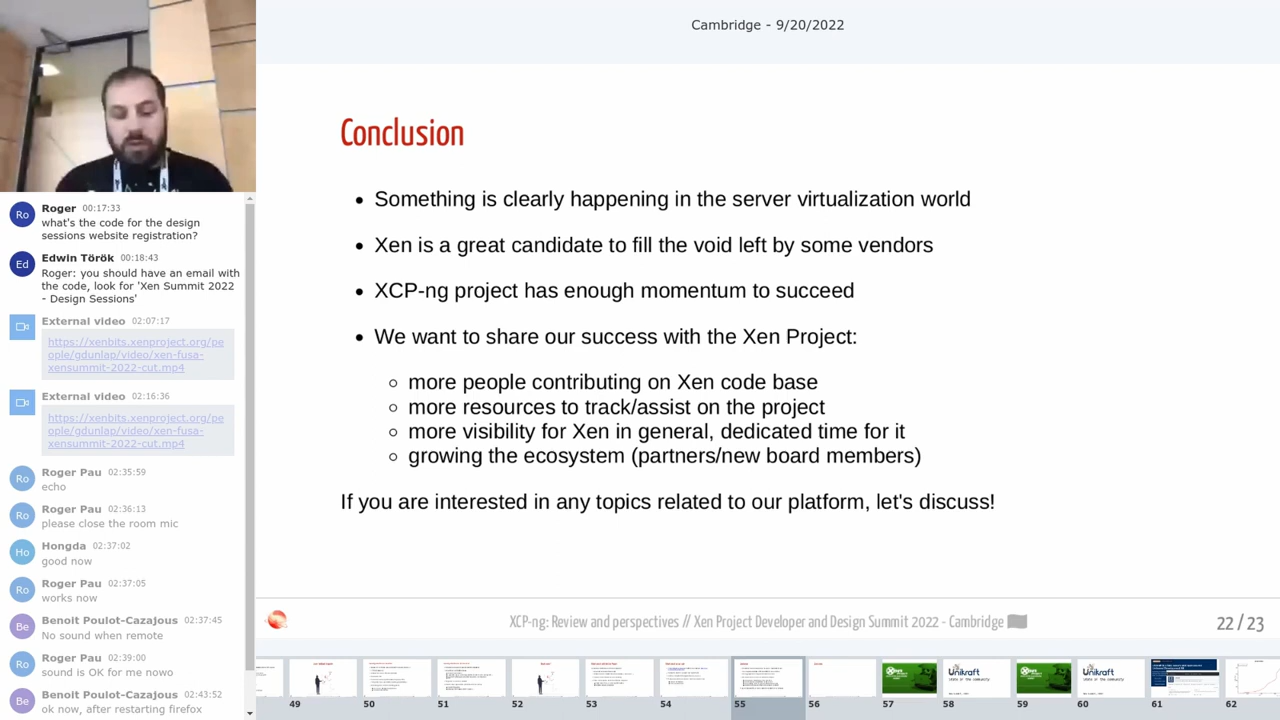 Cambridge - 9/20/2022
Conclusion
Something is clearly happening in the server virtualization world
Xen is a great candidate to fill the void left by some vendors
XCP-ng project has enough momentum to succeed
We want to share our success with the Xen Project:
more people contributing on Xen code base
more resources to track/assist on the project
more visibility for Xen in general, dedicated time for it
growing the ecosystem (partners/new board members)
If you are interested in any topics related to our platform, let's discuss!
XCP-ng: Review and perspectives // Xen Project Developer and Design Summit 2022 - Cambridge
22 / 23
Ro
Roger 00:17:33
what's the code for the design
sessions website registration?
Ed
Edwin Török 00:18:43
Roger: you should have an email with
the code, look for 'Xen Summit 2022
- Design Sessions'
External video 02:07:17
https://xenbits.xenproject.org/pe
ople/gdunlap/video/xen-fusa-
xensummit-2022-cut.mp4
External video 02:16:36
https://xenbits.xenproject.org/pe
ople/gdunlap/video/xen-fusa-
xensummit-2022-cut.mp4
Ro
Roger Pau 02:35:59
echo
Ro
Roger Pau 02:36:13
please close the room mic
Ho
Hongda 02:37:02
good now
Ro
Roger Pau 02:37:05
works now
Be
Benoit Poulot-Cazajous 02:37:45
No sound when remote
Ro
Roger Pau 02:39:00
Benoit: OK for me nowo
Be
Benoit Poulot-Cazajous 02:43:52
ok now, after restarting firefox
Unikraft
Unikraft
49
50
51
52
53
54
55
56
57
58
59
60
61
62